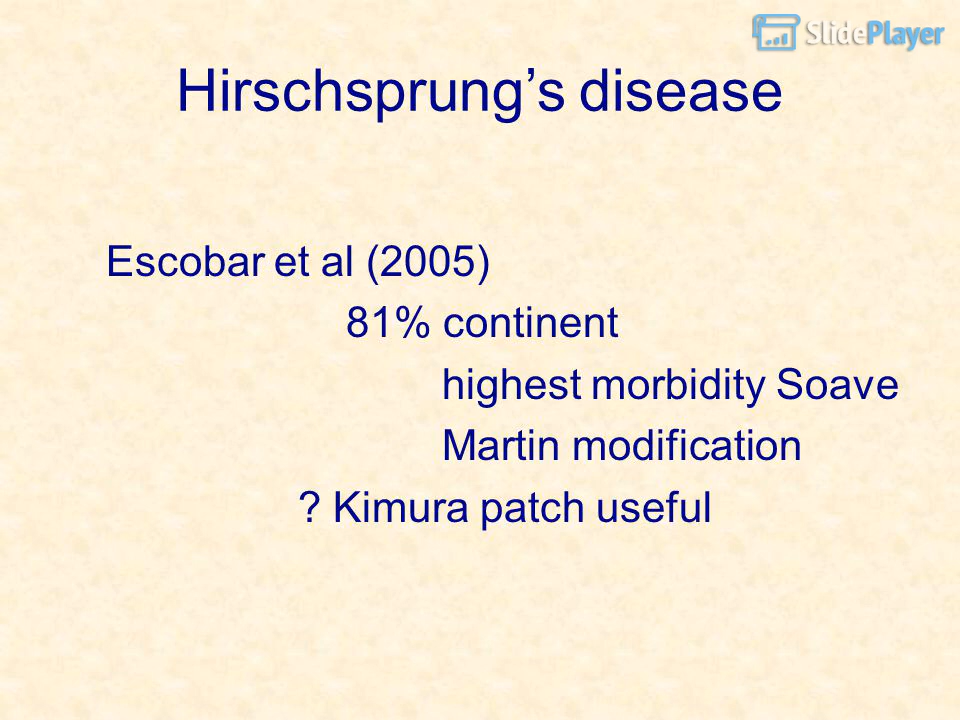 SlidePlayer
Hirschsprung’s disease
Escobar et al (2005)
81% continent
highest morbidity Soave
Martin modification
? Kimura patch useful